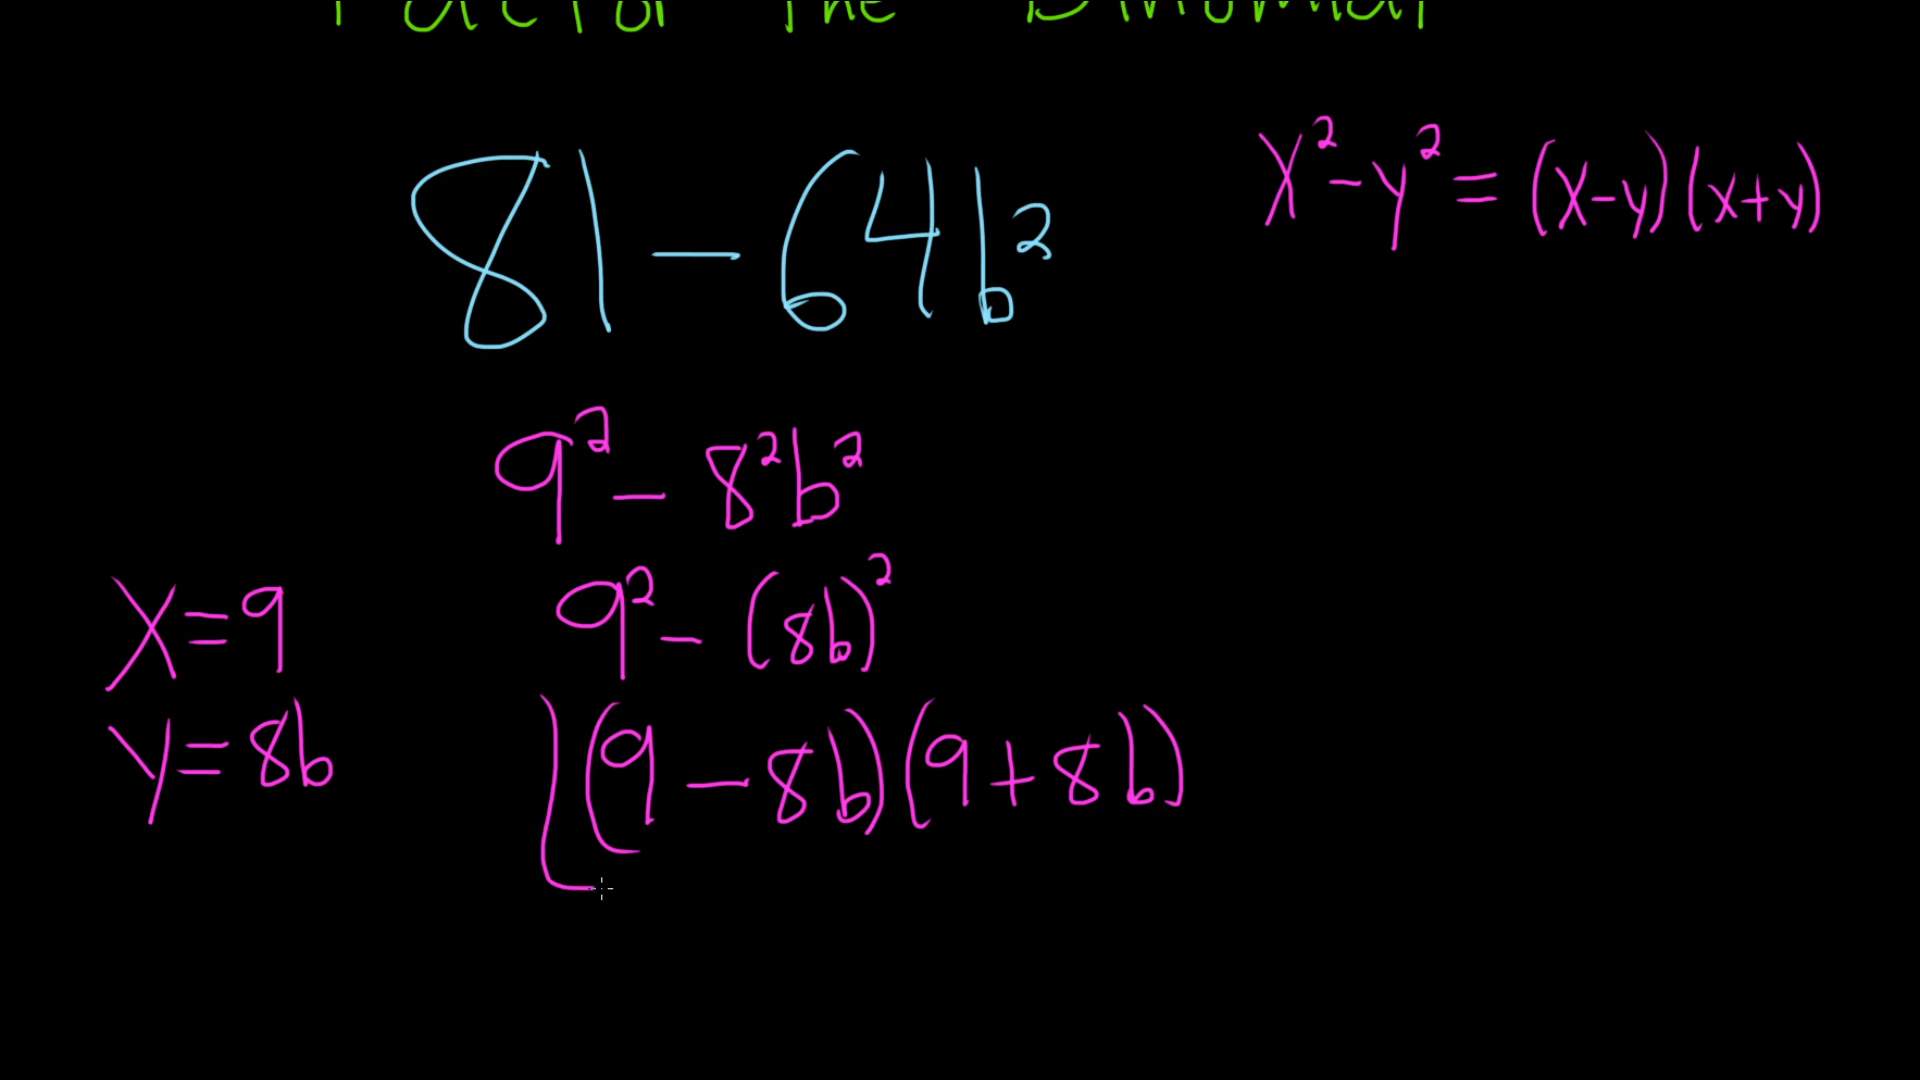 Factor the Binomial
81 - 64b²
x² - y² = (x-y)(x+y)
9² - 8²b²
9² - (8b)²
x = 9
y = 8b
(9 - 8b)(9 + 8b)